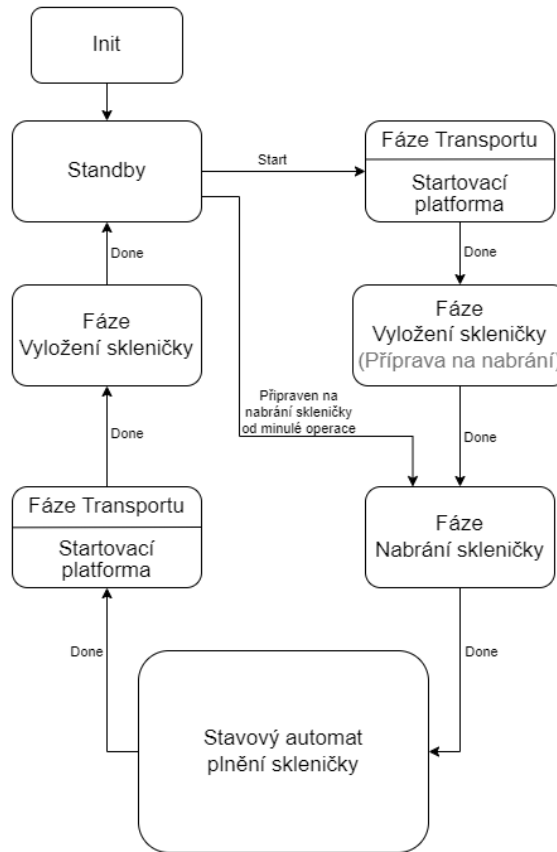 Init
Standby
Start
Fáze Transportu
Startovací
platforma
Done
Done
Fáze
Vyložení skleničky
Fáze
Vyložení skleničky
(Příprava na nabrání)
Připraven na
nabrání skleničky
od minulé operace
Done
Done
Fáze Transportu
Startovací
platforma
Fáze
Nabrání skleničky
Done
Done
Stavový automat
plnění skleničky